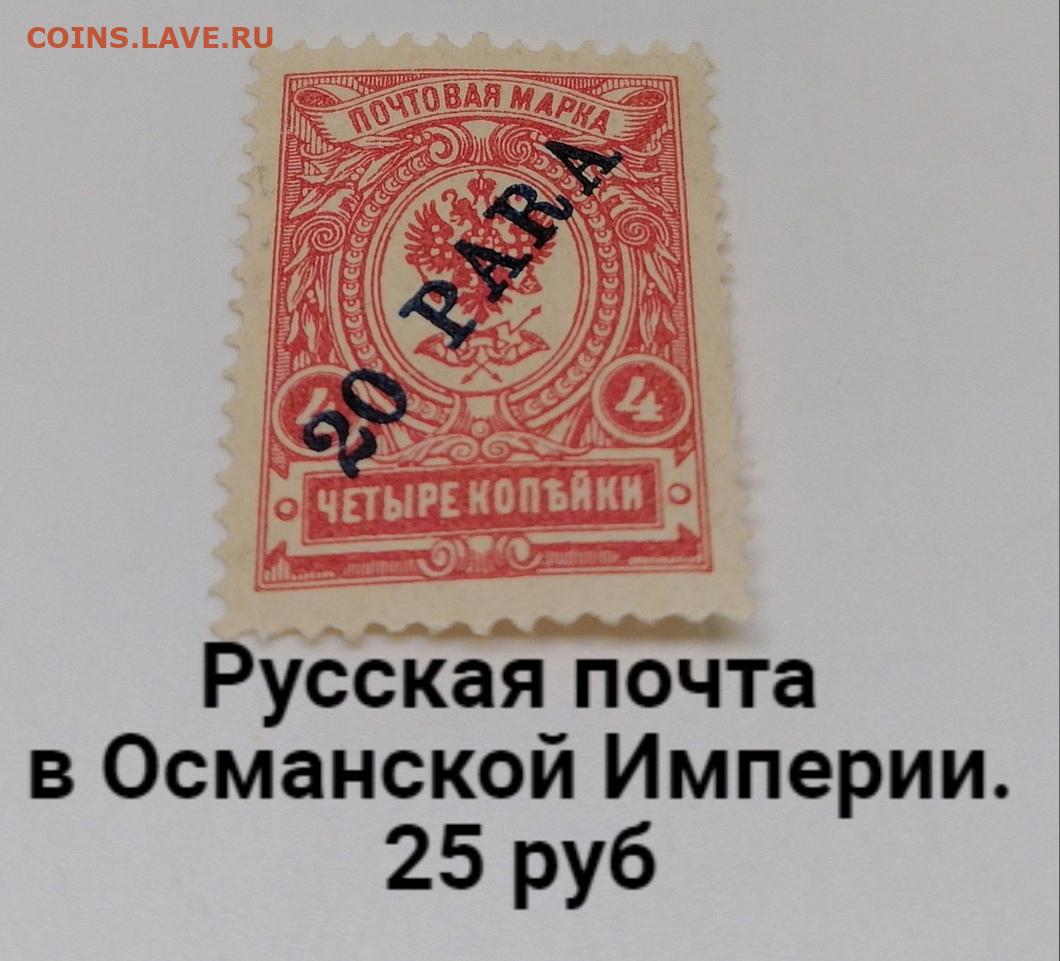 COINS.LAVE.RU
ПОЧТОВАЯ МАРКА
20 PARA
4 4
ЧЕТЫРЕ КОПѢЙКИ
Русская почта
в Османской Империи.
25 руб